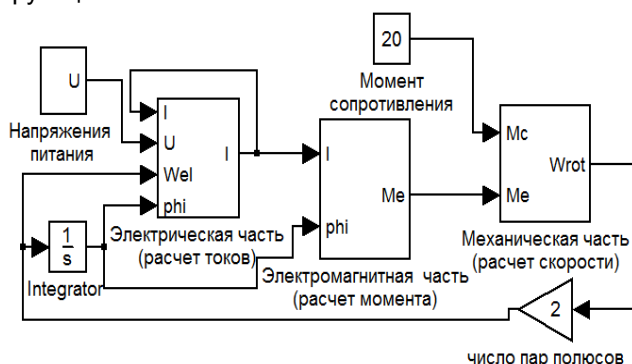 20
U
Момент
сопротивления
Напряжения
питания
I
U
Wel
phi
I
I
phi
Me
Mc
Me
Wrot
1
s
Integrator
Электрическая часть
(расчет токов)
Электромагнитная часть
(расчет момента)
Механическая часть
(расчет скорости)
2
число пар полюсов